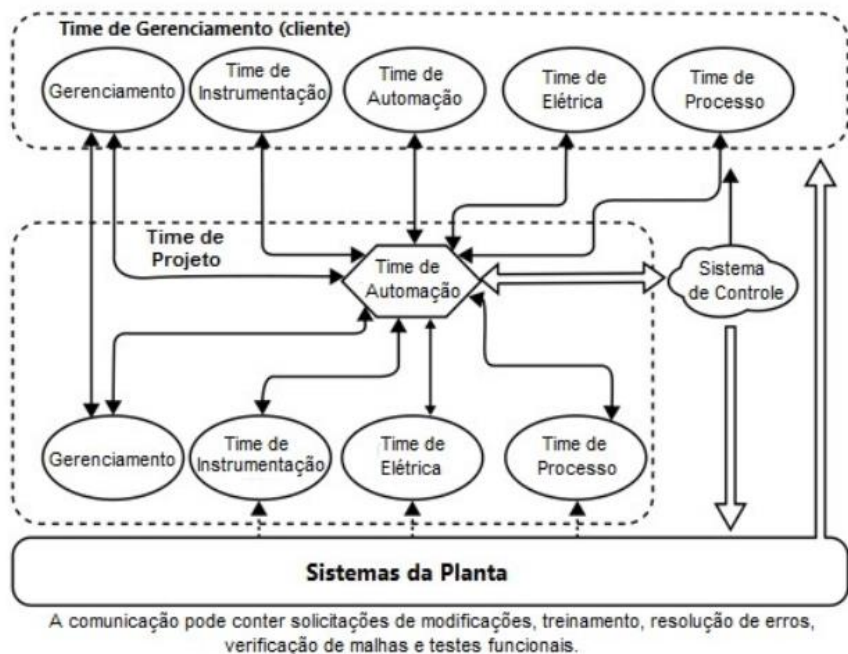 Time de Gerenciamento (cliente)
Gerenciamento
Time de
Instrumentação
Time de
Automação
Time de
Elétrica
Time de
Processo
Time de
Projeto
Time de
Automação
Sistema
de Controle
Gerenciamento
Time de
Instrumentação
Time de
Elétrica
Time de
Processo
Sistemas da Planta
A comunicação pode conter solicitações de modificações, treinamento, resolução de erros,
verificação de malhas e testes funcionais.